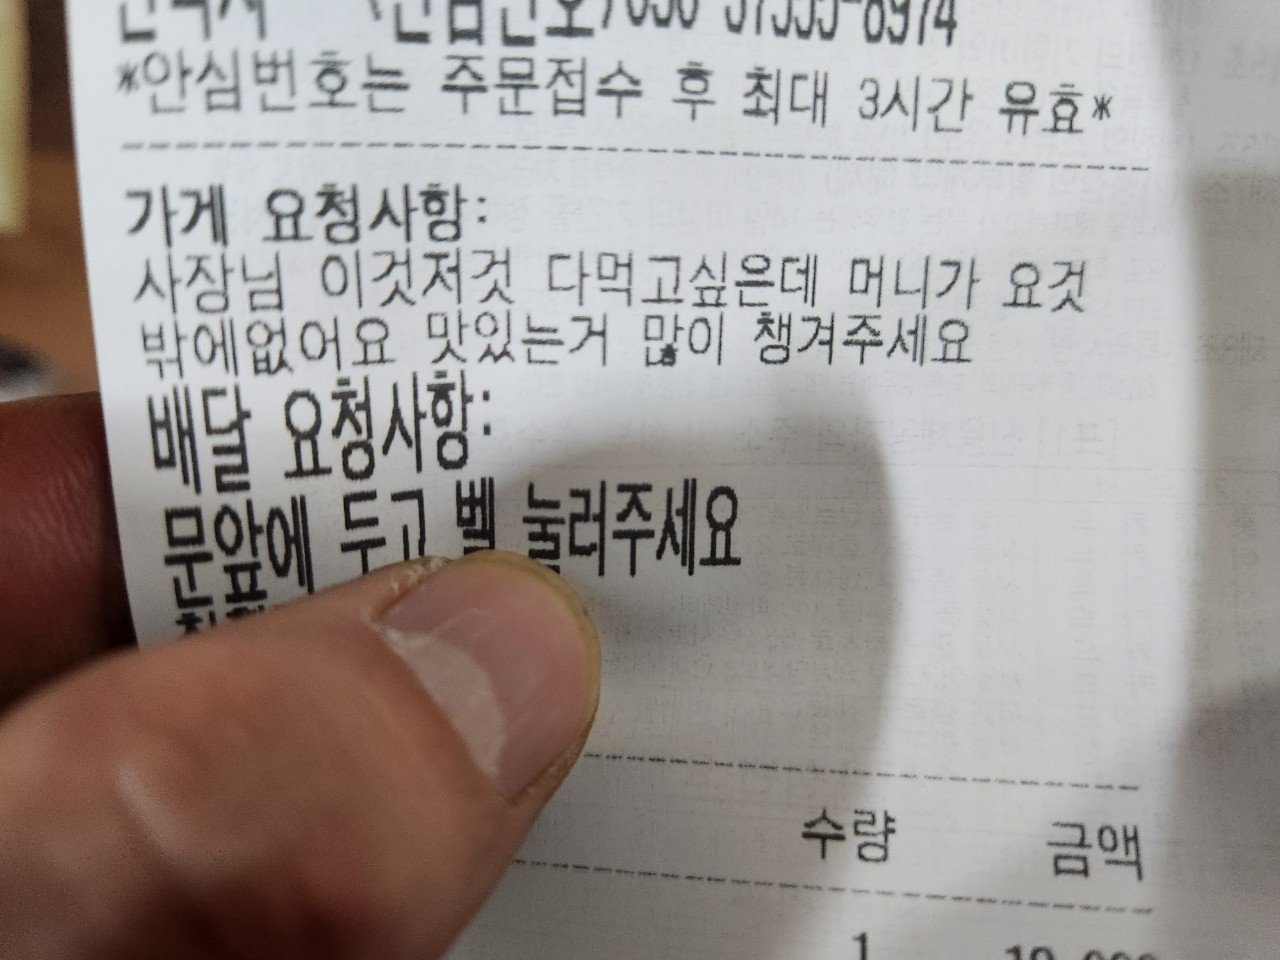 *안심번호는 주문접수 후 최대 3시간 유효*
가게 요청사항:
사장님 이것저것 다먹고싶은데 머니가 요것
밖에없어요 맛있는거 많이 챙겨주세요
배달 요청사항:
문앞에 두고 벨 눌러주세요
수량 금액
1